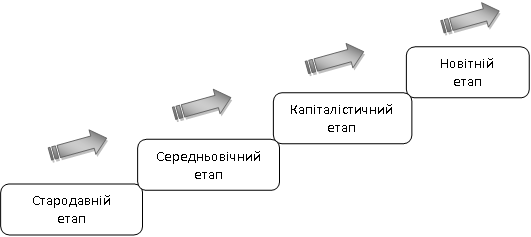 Стародавній
етап
Середньовічний
етап
Капіталістичний
етап
Новітній
етап